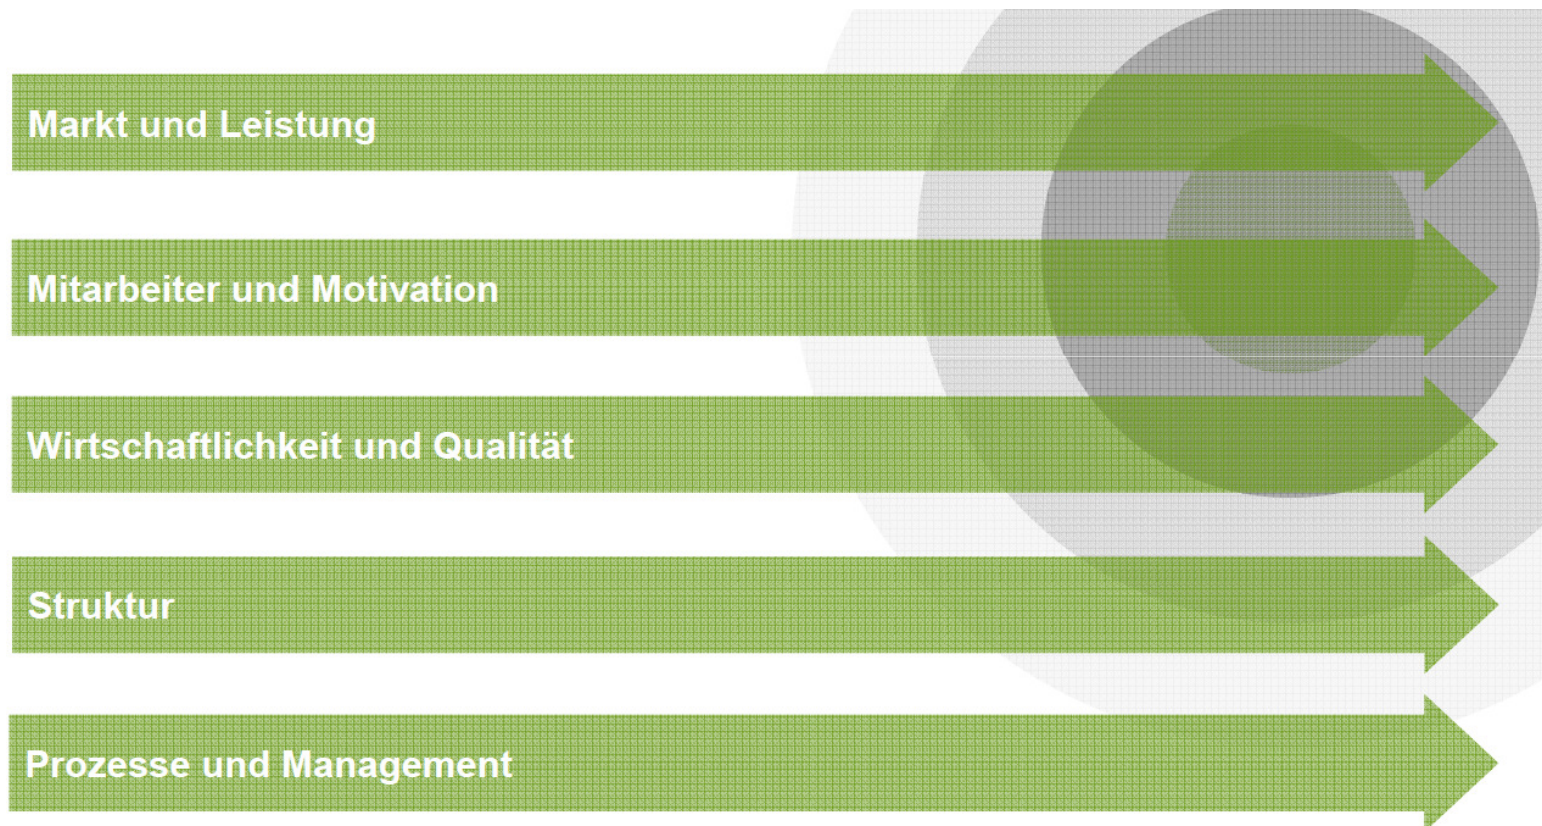 Markt und Leistung
Mitarbeiter und Motivation
Wirtschaftlichkeit und Qualität
Struktur
Prozesse und Management